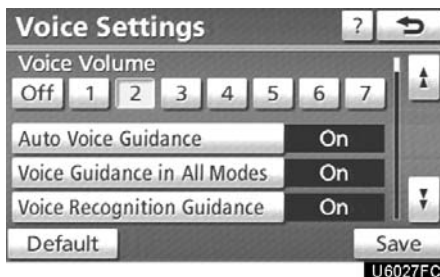 Voice Settings ?
Voice Volume
Off 1 2 3 4 5 6 7
Auto Voice Guidance On
Voice Guidance in All Modes On
Voice Recognition Guidance On
Default Save
U6027FC